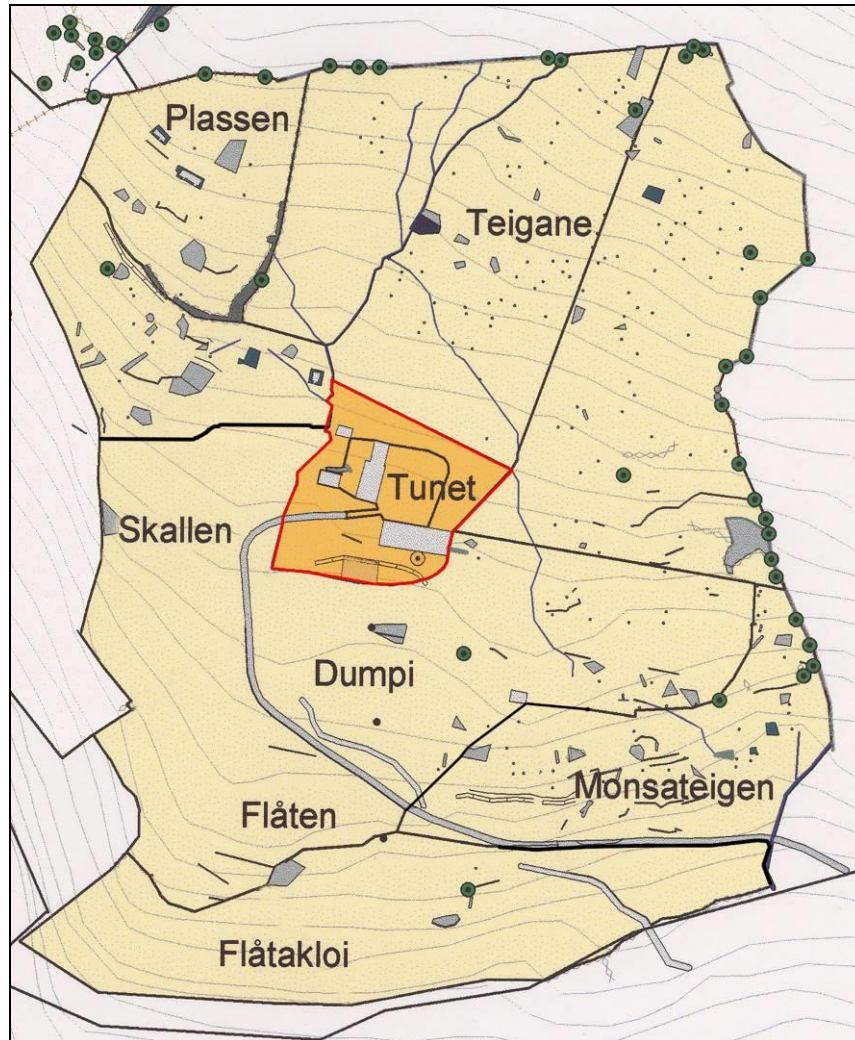 Plassen
Teigane
Tunet
Skallen
Dumpi
Monsateigen
Flåten
Flåtakloi